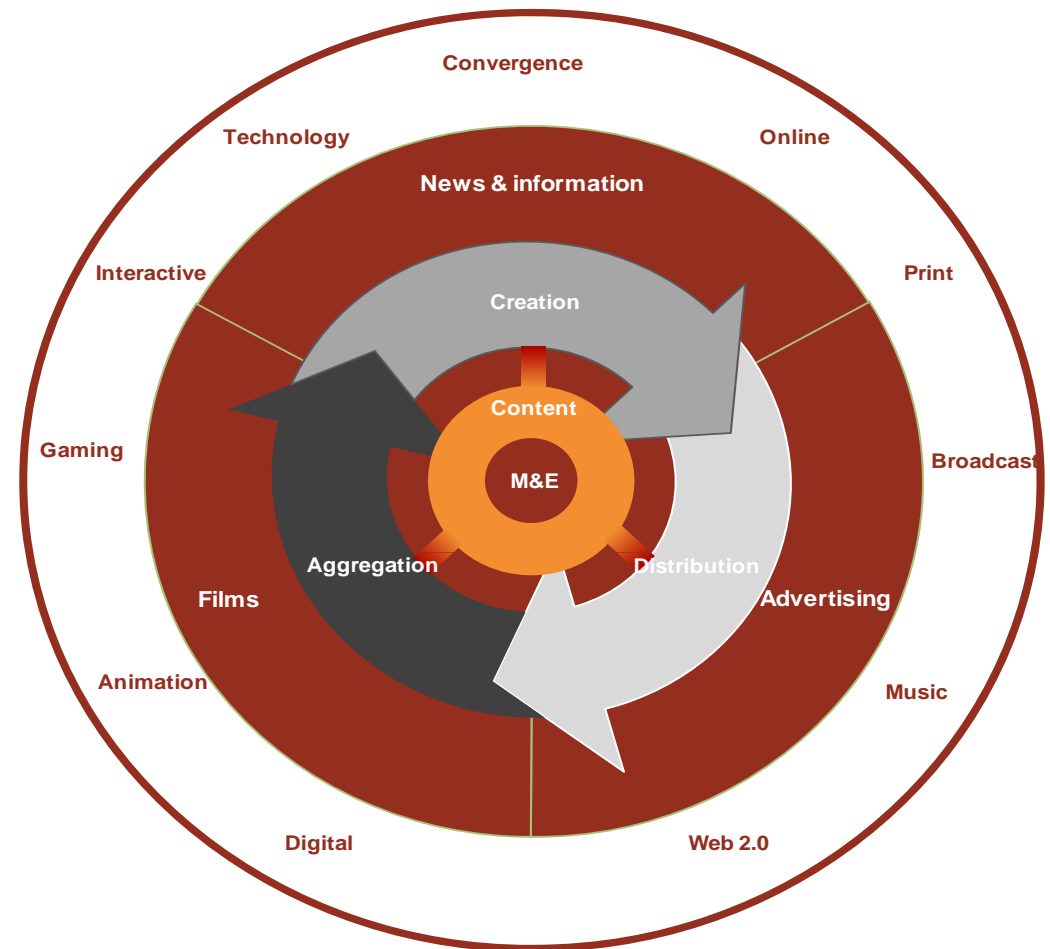 Convergence
Technology
Online
News & information
Interactive
Print
Creation
Content
Gaming
M&E
Broadcast
Aggregation
Distribution
Films
Advertising
Animation
Music
Digital
Web 2.0